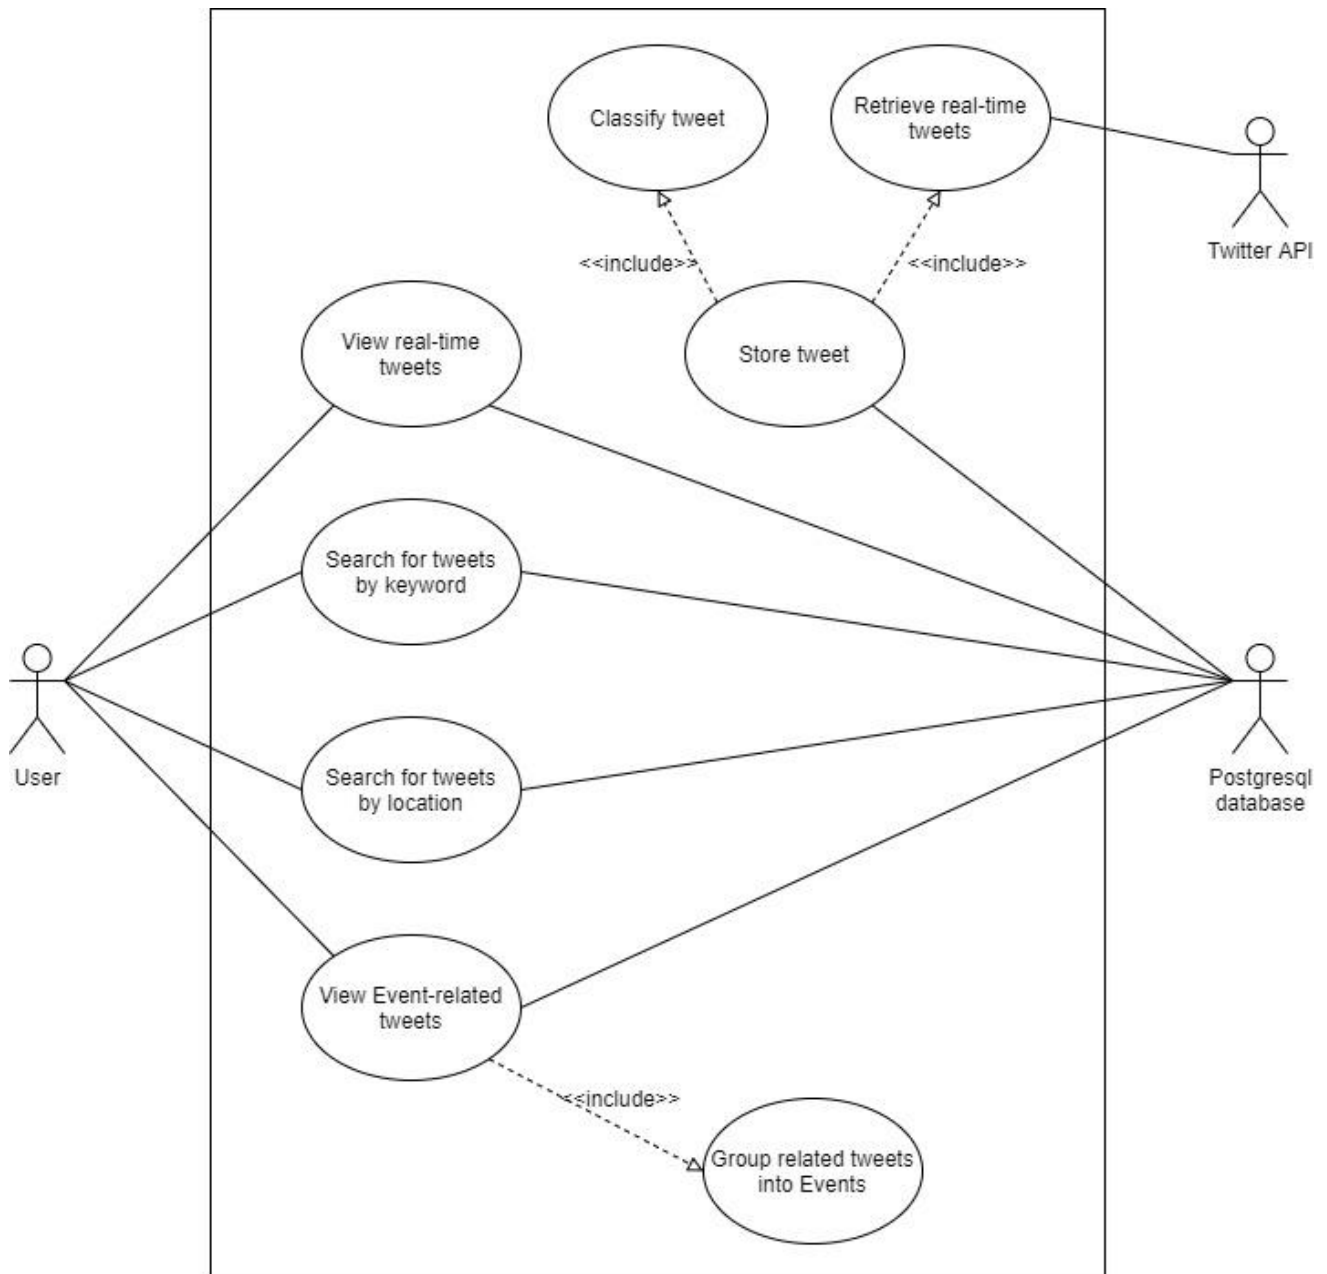 Classify tweet
Retrieve real-time
tweets
Twitter API
<<include>>
<<include>>
View real-time
tweets
Store tweet
Search for tweets
by keyword
User
Search for tweets
by location
Postgresql
database
View Event-related
tweets
<<include>>
Group related tweets
into Events